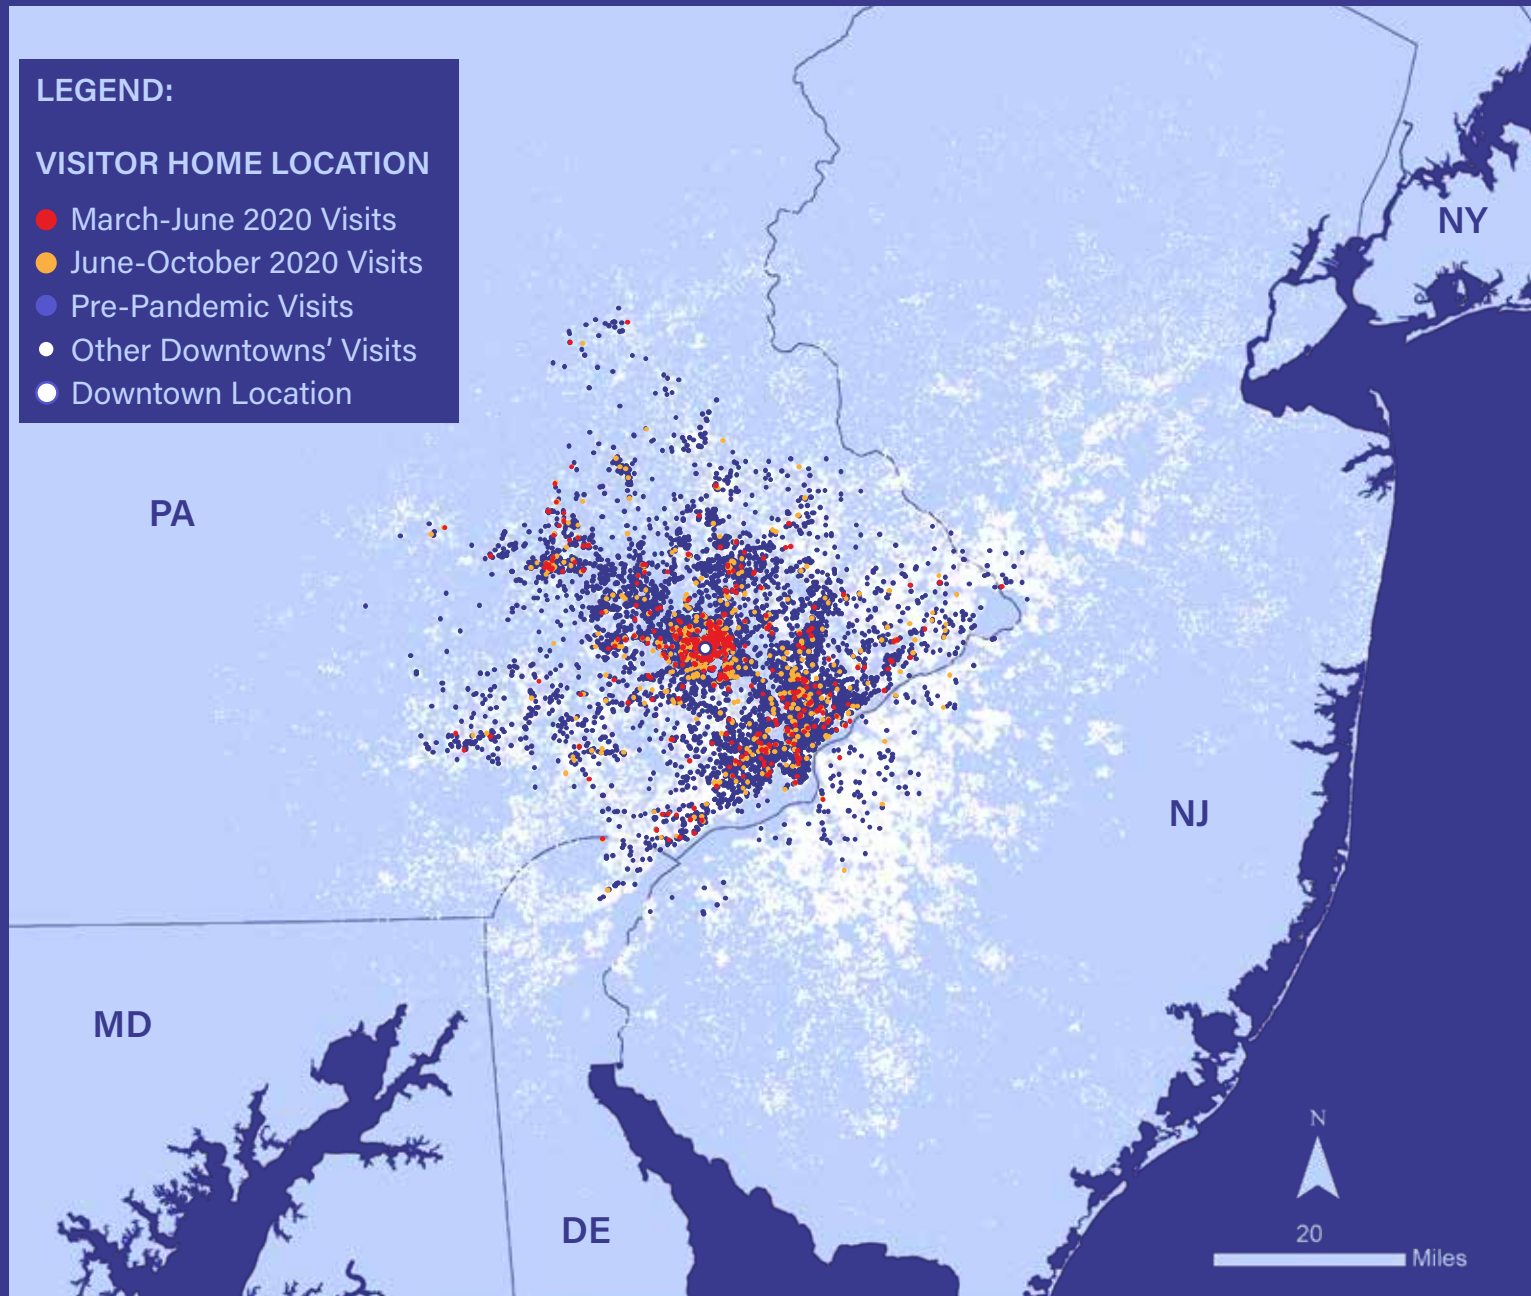 LEGEND:
VISITOR HOME LOCATION
March-June 2020 Visits
June-October 2020 Visits
Pre-Pandemic Visits
Other Downtowns’ Visits
Downtown Location
NY
PA
NJ
MD
DE
N
20
Miles